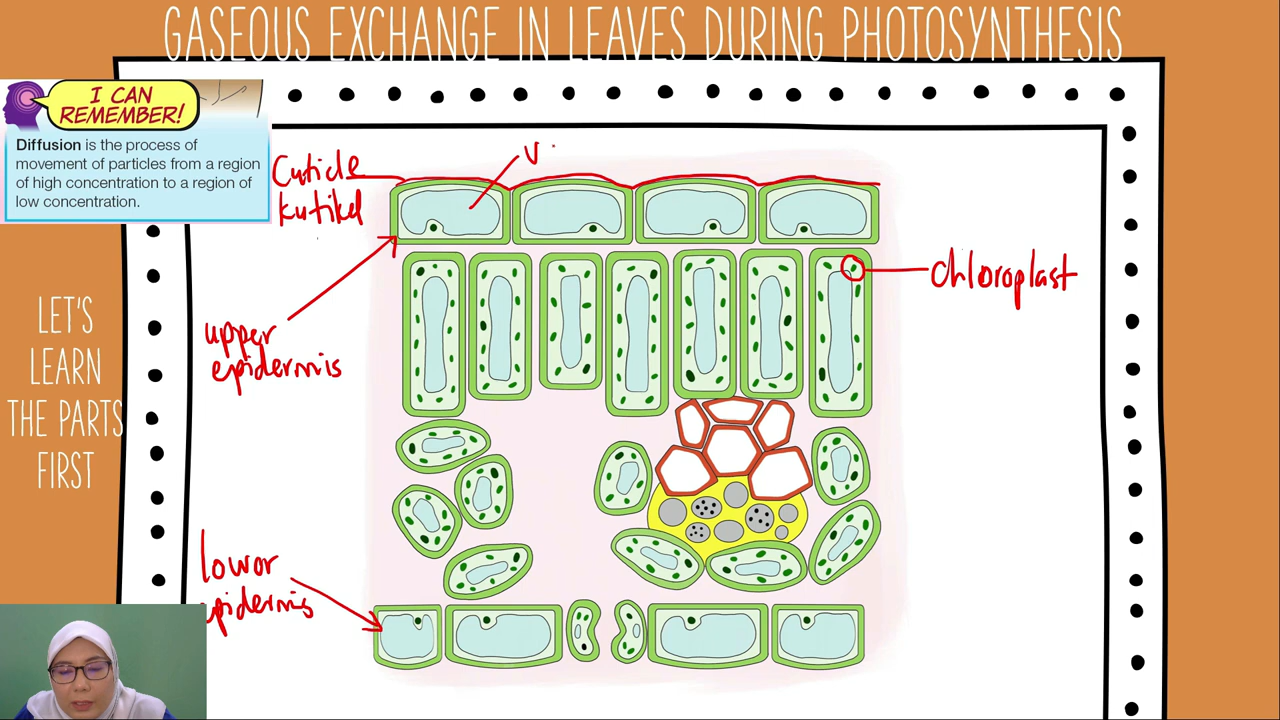 GASEOUS EXCHANGE IN LEAVES DURING PHOTOSYNTHESIS
I CAN
REMEMBER!
Diffusion is the process of
movement of particles from a region
of high concentration to a region of
low concentration.
Cuticle
kutikel
V
chloroplast
upper
epidermis
LET'S
LEARN
THE PARTS
FIRST
lower
epidermis